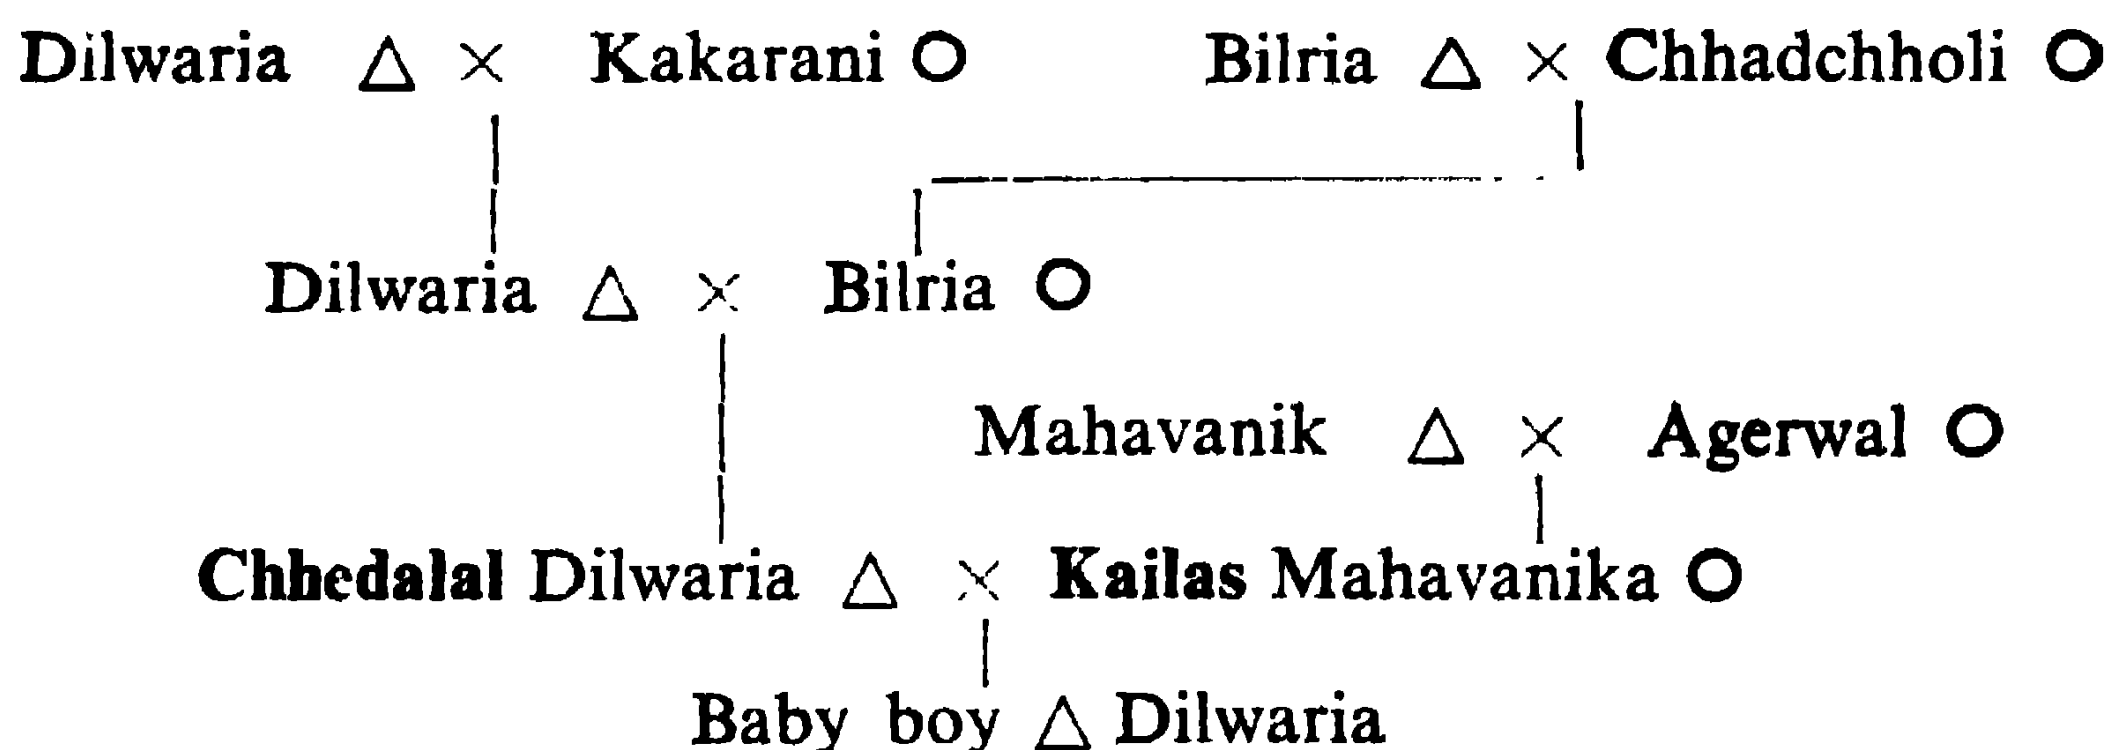 Dilwaria △ × Kakarani ○ Bilria △ × Chhadchholi ○
Dilwaria △ × Bilria ○
Mahavanik △ × Agerwal ○
Chhedalal Dilwaria △ × Kailas Mahavanika ○
Baby boy △ Dilwaria